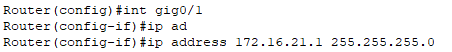 Router(config)#int gig0/1
Router(config-if)#ip ad
Router(config-if)#ip address 172.16.21.1 255.255.255.0